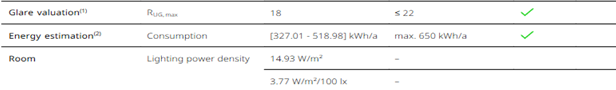 Glare valuation(1) R UG, max 18 ≤ 22
Energy estimation(2) Consumption [327.01 - 518.98] kWh/a max. 650 kWh/a
Room Lighting power density 14.93 W/m² –
3.77 W/m²/100 lx –